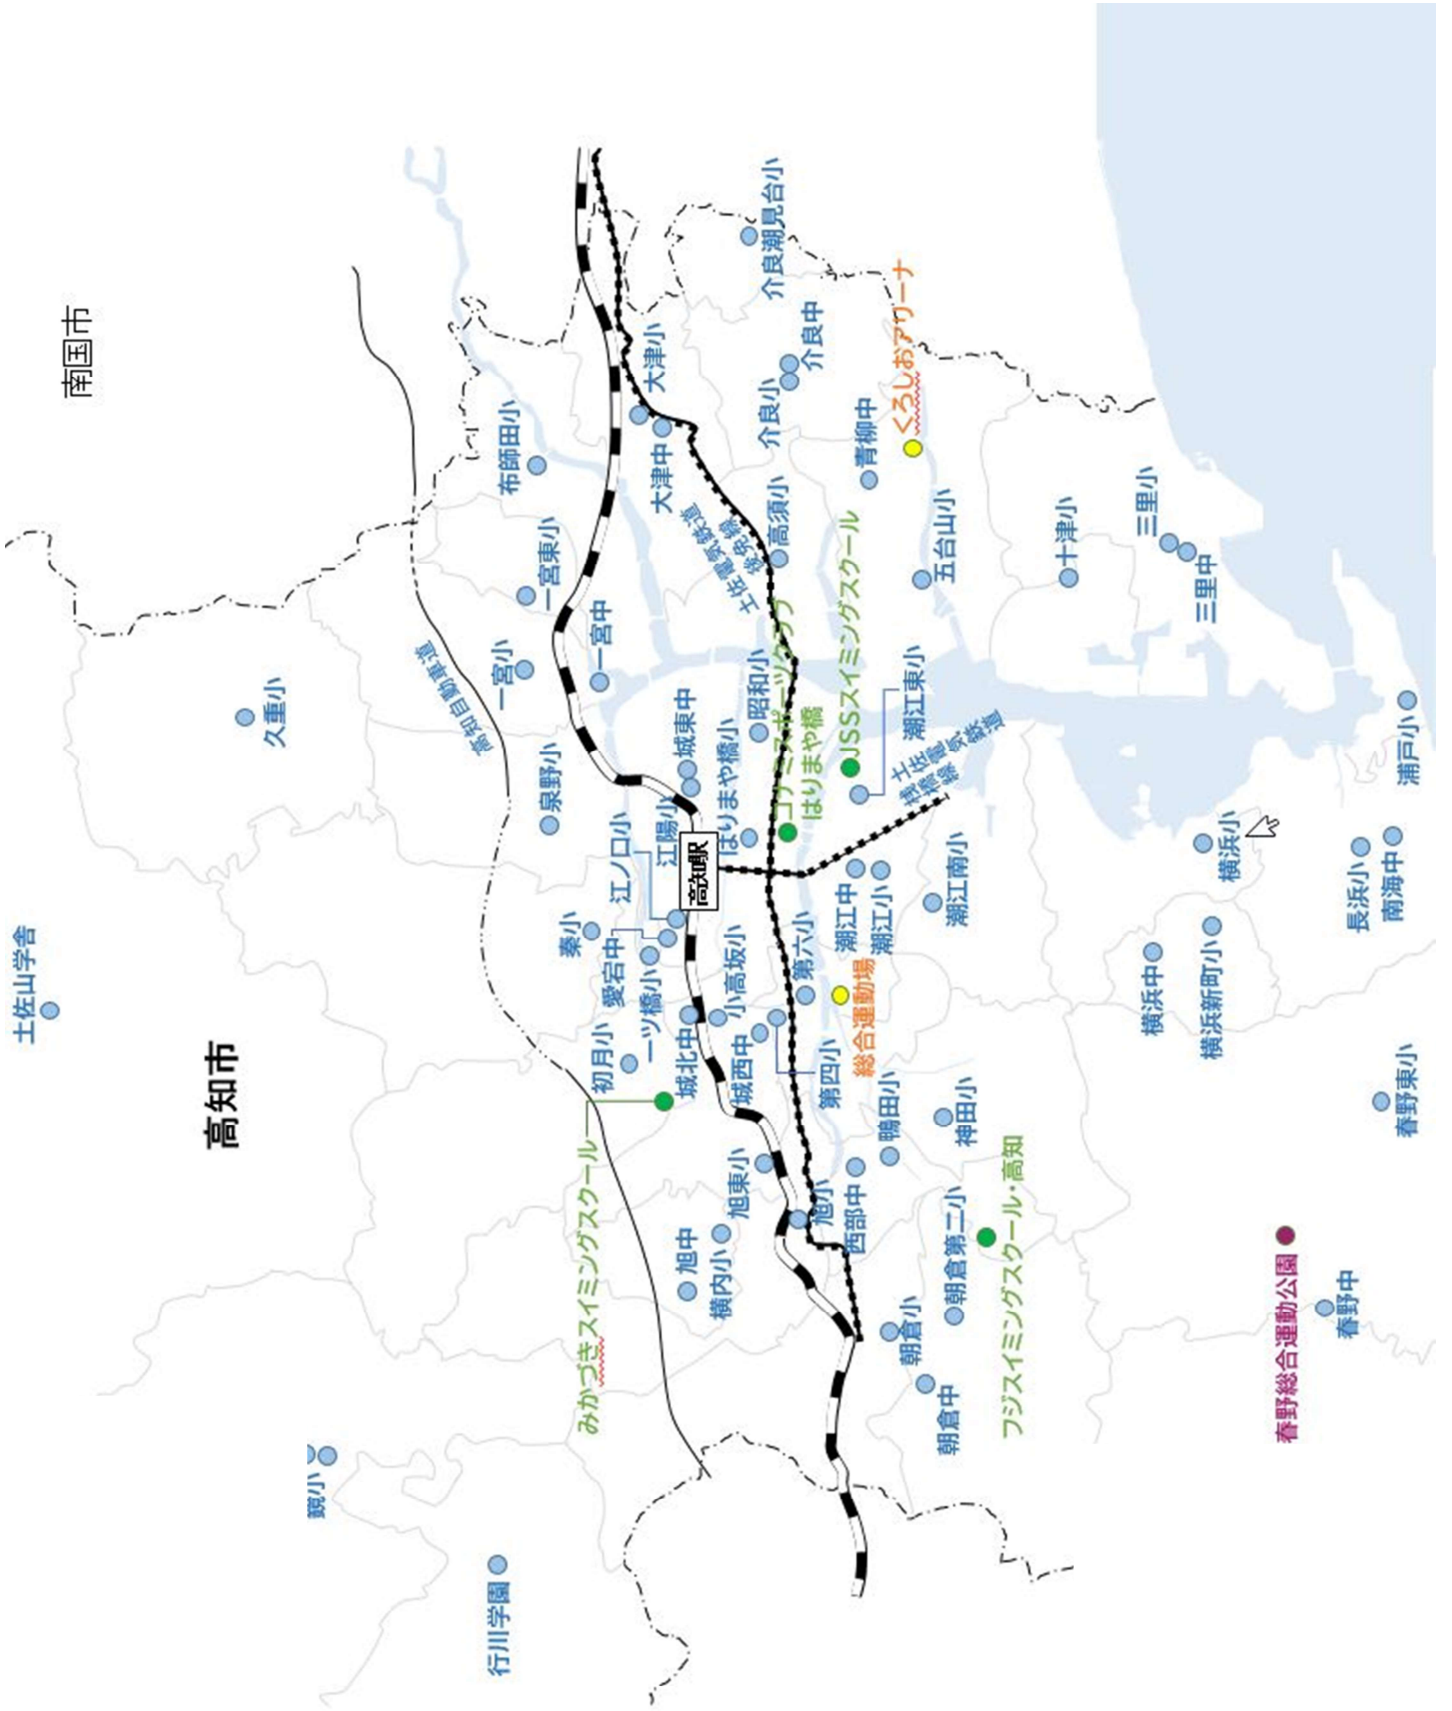 土佐山学舎
南国市
高知市
鏡小
久重小
高知自動車道
行川学園
布師田小
一宮東小
一宮小
一宮中
泉野小
秦小
江ノ口小
愛宕中
一ツ橋小
初月小
みかづきスイミングスクール
城北中
江陽小
城東中
高知駅
はりまや橋小
昭和小
大津小
大津中
土佐電気鉄道
後免線
介良潮見台小
介良小
介良中
高須小
青柳中
くろしおアリーナ
コナミスポーツクラブ
はりまや橋
JSSスイミングスクール
五台山小
潮江東小
土佐電気鉄道
桟橋線
小高坂小
城西中
第六小
第四小
総合運動場
潮江中
潮江小
潮江南小
旭東小
旭中
横内小
旭小
西部中
鴨田小
神田小
朝倉第二小
朝倉小
朝倉中
フジスイミングスクール・高知
十津小
三里小
三里中
横浜小
横浜中
横浜新町小
浦戸小
長浜小
南海中
春野東小
春野総合運動公園
春野中